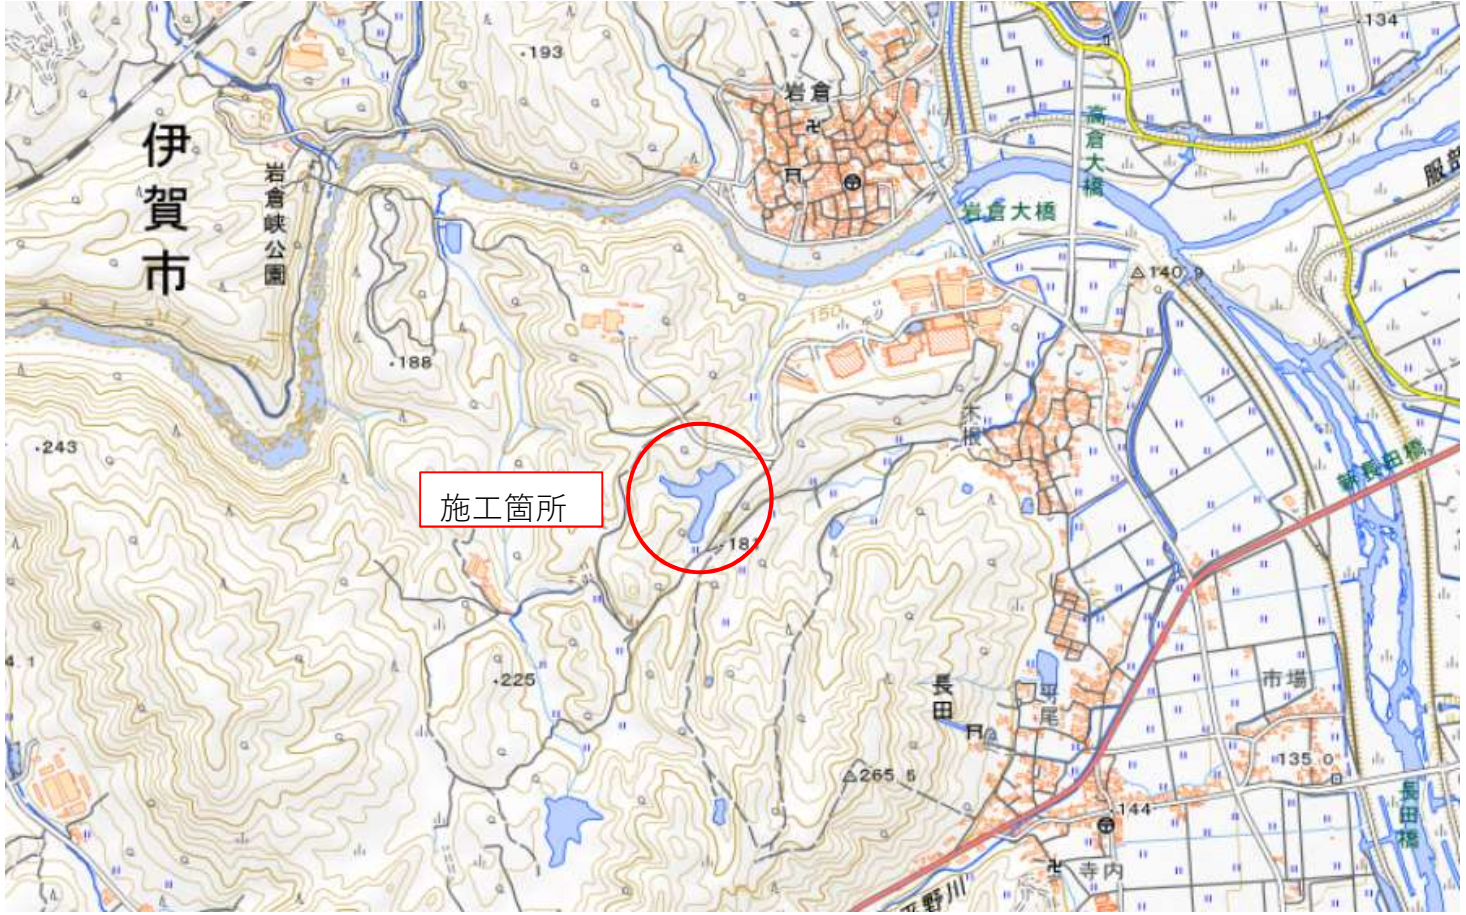 134
193
岩倉
高倉大橋
伊賀市
岩倉峡公園
服部
岩倉大橋
140.9
150
188
木根
243
新長田橋
施工箇所
181
4.1
225
長田
平尾
市場
135.0
265.5
144
長田橋
寺内
平野川